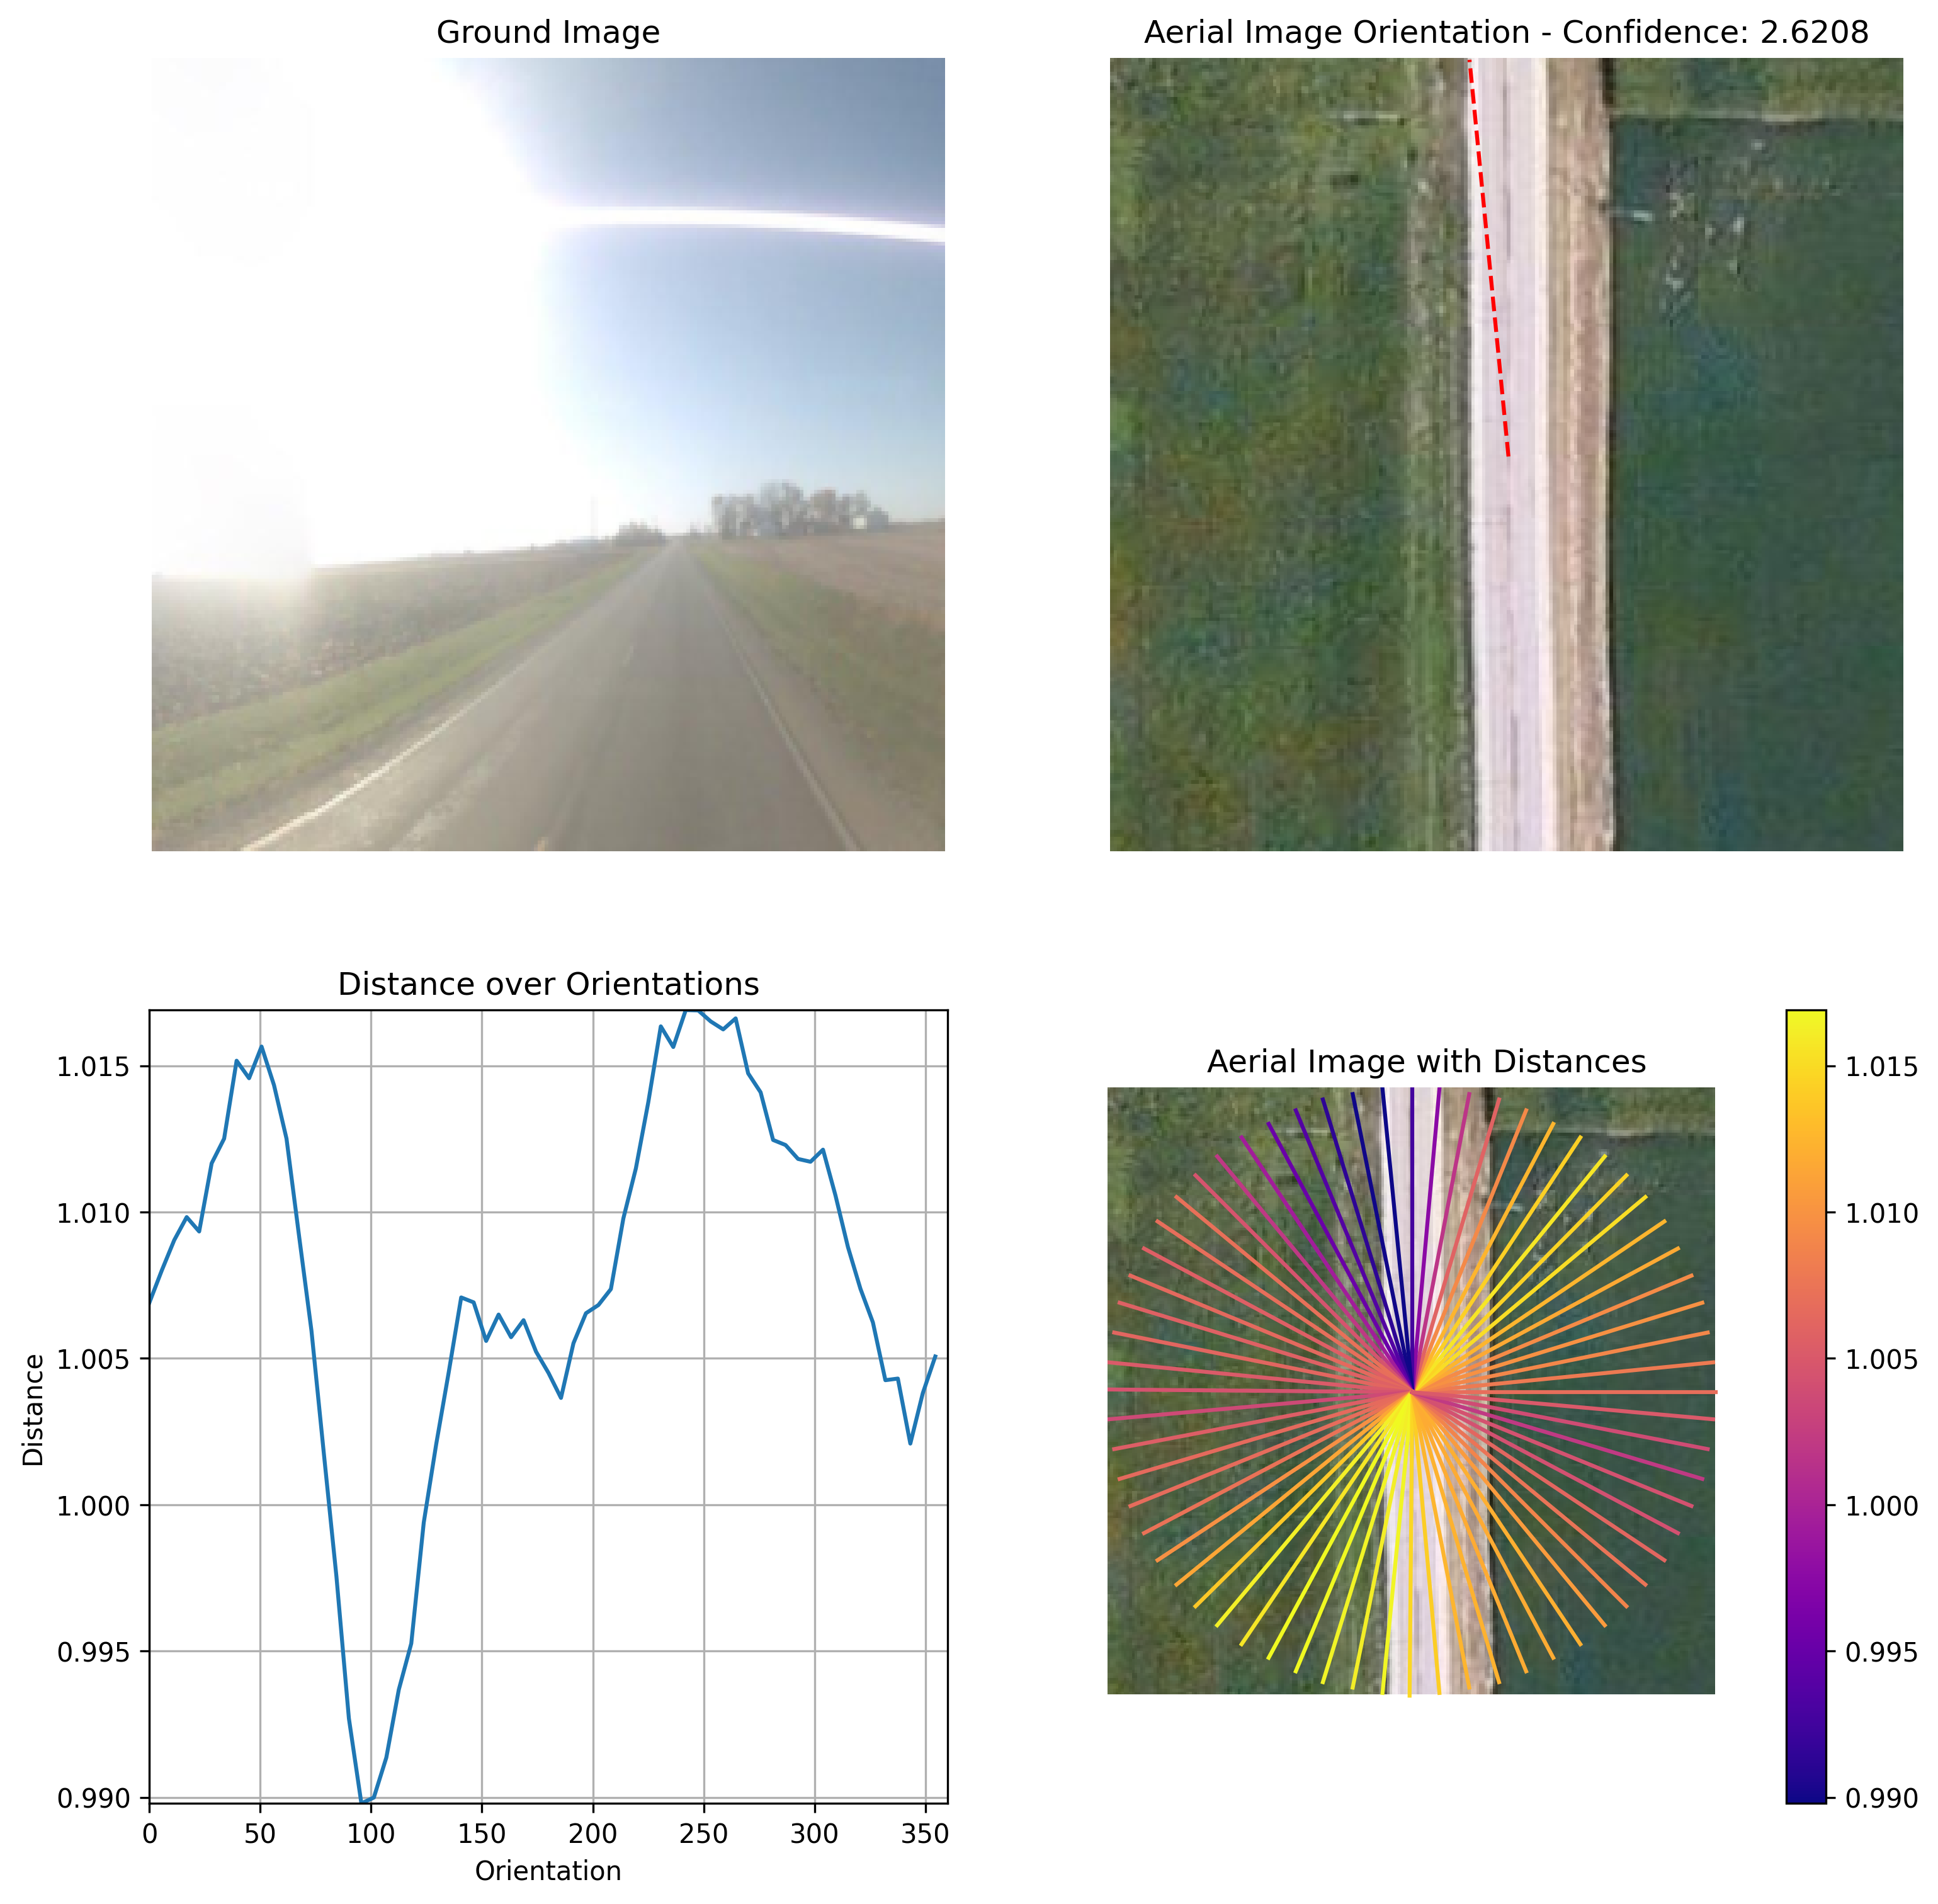 Ground Image
Aerial Image Orientation - Confidence: 2.6208
Distance over Orientations
1.015
1.010
1.005
1.000
0.995
0.990
Distance
0 50 100 150 200 250 300 350
Orientation
Aerial Image with Distances
1.015
1.010
1.005
1.000
0.995
0.990